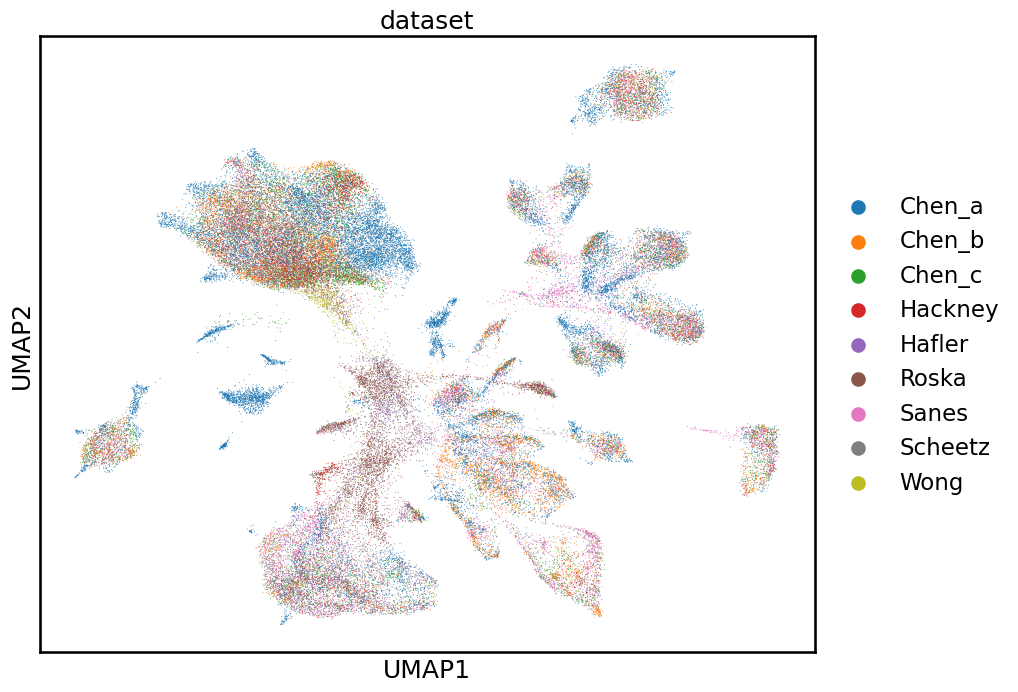 dataset
UMAP2
UMAP1
Chen_a
Chen_b
Chen_c
Hackney
Hafler
Roska
Sanes
Scheetz
Wong